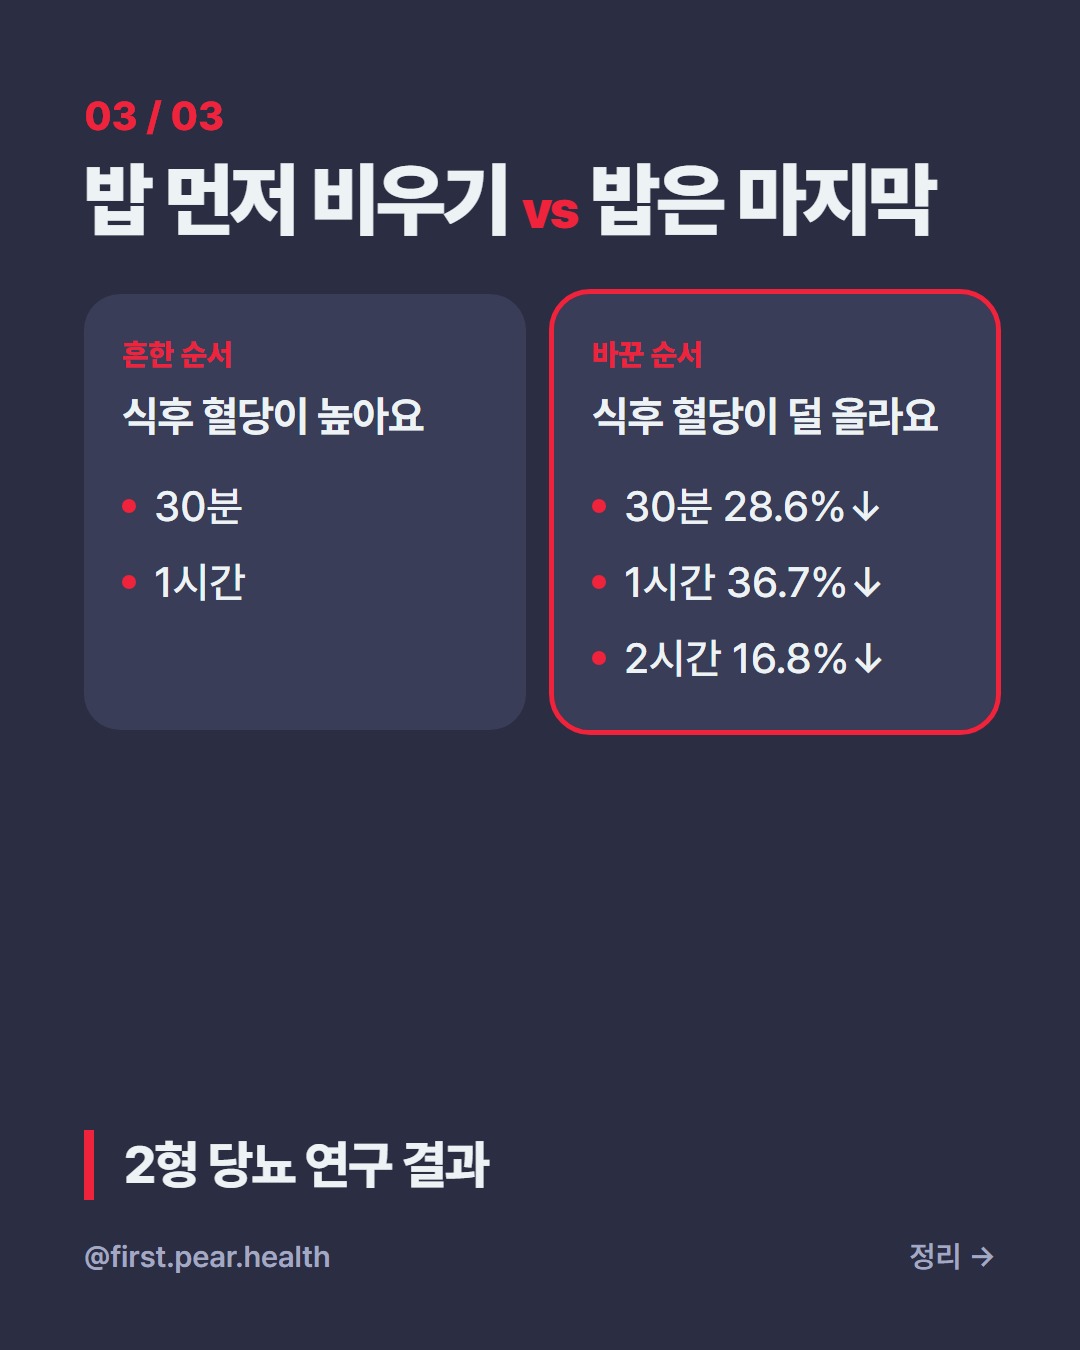 03 / 03
밥 먼저 비우기 vs 밥은 마지막
흔한 순서
식후 혈당이 높아요
30분
1시간
바꾼 순서
식후 혈당이 덜 올라요
30분 28.6%↓
1시간 36.7%↓
2시간 16.8%↓
2형 당뇨 연구 결과
@first.pear.health
정리 →